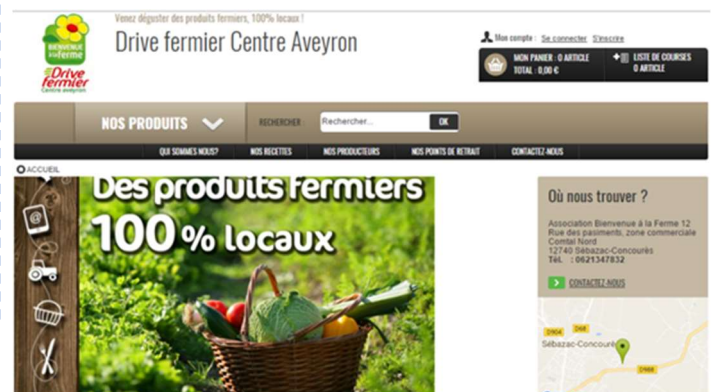 Venez déguster des produits fermiers, 100% locaux !
Drive fermier Centre Aveyron
BIENVENUE
à la ferme
Drive
fermier
Centre aveyron
Mon compte : Se connecter S'inscrire
MON PANIER : 0 ARTICLE
TOTAL : 0,00 €
LISTE DE COURSES
0 ARTICLE
NOS PRODUITS
RECHERCHER :
Rechercher...
OK
QUI SOMMES NOUS? NOS RECETTES NOS PRODUCTEURS NOS POINTS DE RETRAIT CONTACTEZ-NOUS
ACCUEIL
Des produits fermiers
100 % locaux
Où nous trouver ?
Association Bienvenue à la Ferme 12
Rue des pasiments, zone commerciale
Comtal Nord
12740 Sébazac-Concourès
Tél. : 0621347832
CONTACTEZ-NOUS
D904 D68
Sébazac-Concourès
D988